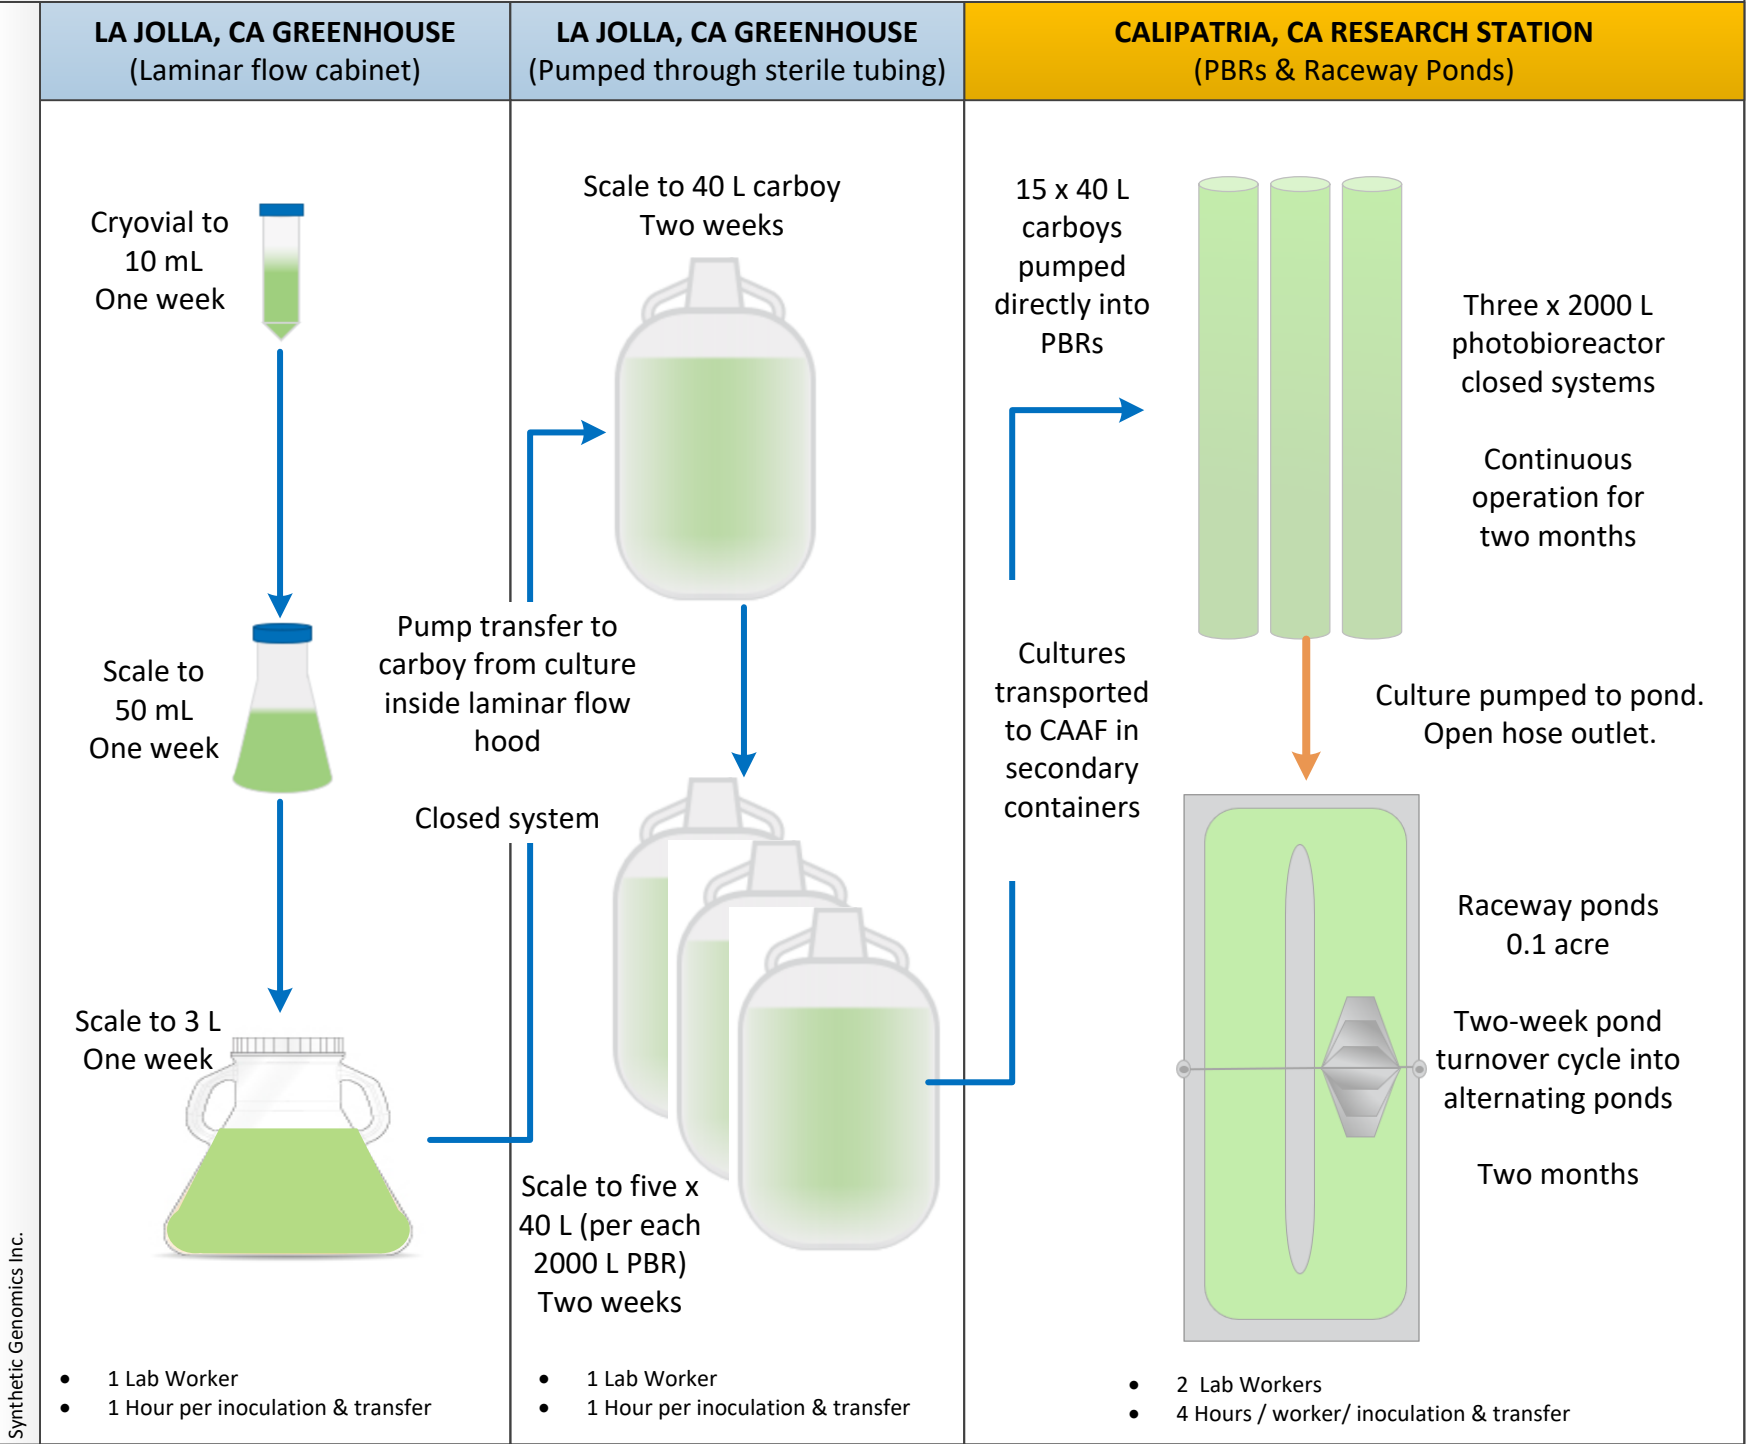 LA JOLLA, CA GREENHOUSE
(Laminar flow cabinet)
LA JOLLA, CA GREENHOUSE
(Pumped through sterile tubing)
CALIPATRIA, CA RESEARCH STATION
(PBRs & Raceway Ponds)
Cryovial to
10 mL
One week
Scale to
50 mL
One week
Scale to 3 L
One week
Pump transfer to
carboy from culture
inside laminar flow
hood
Closed system
Scale to 40 L carboy
Two weeks
Scale to five x
40 L (per each
2000 L PBR)
Two weeks
15 x 40 L
carboys
pumped
directly into
PBRs
Cultures
transported
to CAAF in
secondary
containers
Three x 2000 L
photobioreactor
closed systems
Continuous
operation for
two months
Culture pumped to pond.
Open hose outlet.
Raceway ponds
0.1 acre
Two-week pond
turnover cycle into
alternating ponds
Two months
• 1 Lab Worker
• 1 Hour per inoculation & transfer
• 1 Lab Worker
• 1 Hour per inoculation & transfer
• 2 Lab Workers
• 4 Hours / worker/ inoculation & transfer
Synthetic Genomics Inc.